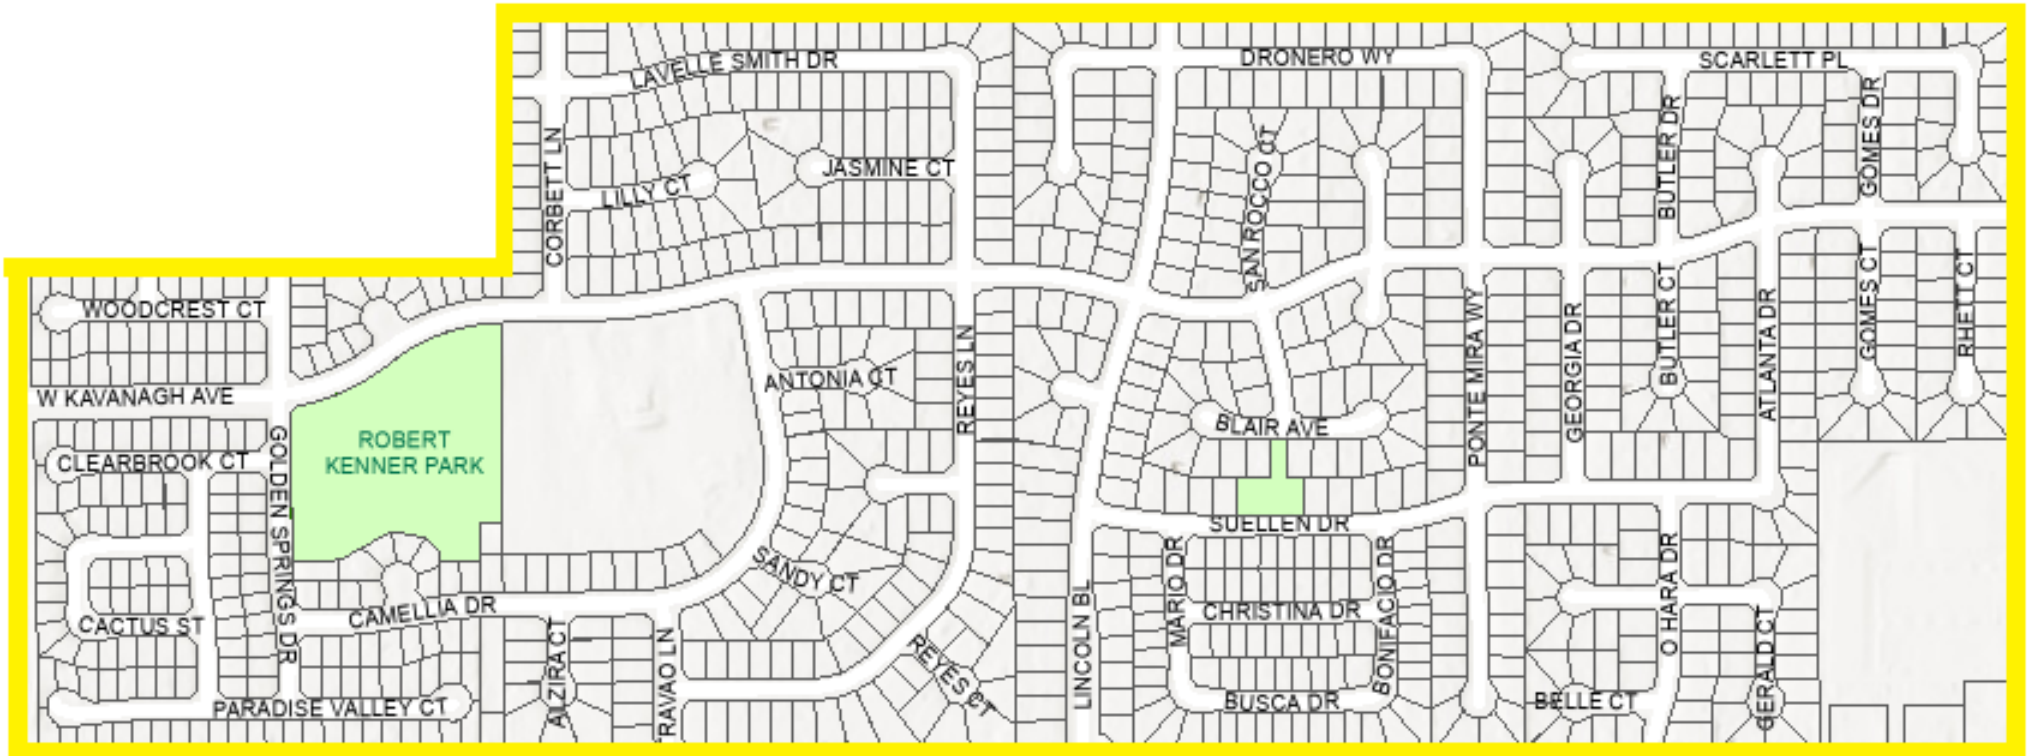 DRONERO WY
SCARLETT PL
LAVELLE SMITH DR
CORBETT LN
BUTLER DR
GOMES DR
SAN ROCCO CT
JASMINE CT
LILLY CT
WOODCREST CT
W KAVANAGH AVE
ANTONIA CT
REYES LN
PONTE MIRA WY
GEORGIA DR
BUTLER CT
ATLANTA DR
GOMES CT
RHETT CT
BLAIR AVE
ROBERT
KENNER PARK
CLEARBROOK CT
GOLDEN SPRINGS DR
SUELLEN DR
SANDY CT
MARIO DR
BONIFACIO DR
O HARA DR
CAMELLIA DR
CHRISTINA DR
CACTUS ST
ALZIRA CT
TRAVAO LN
REYES CT
LINCOLN BL
GERALD CT
PARADISE VALLEY CT
BUSCA DR
BELLE CT